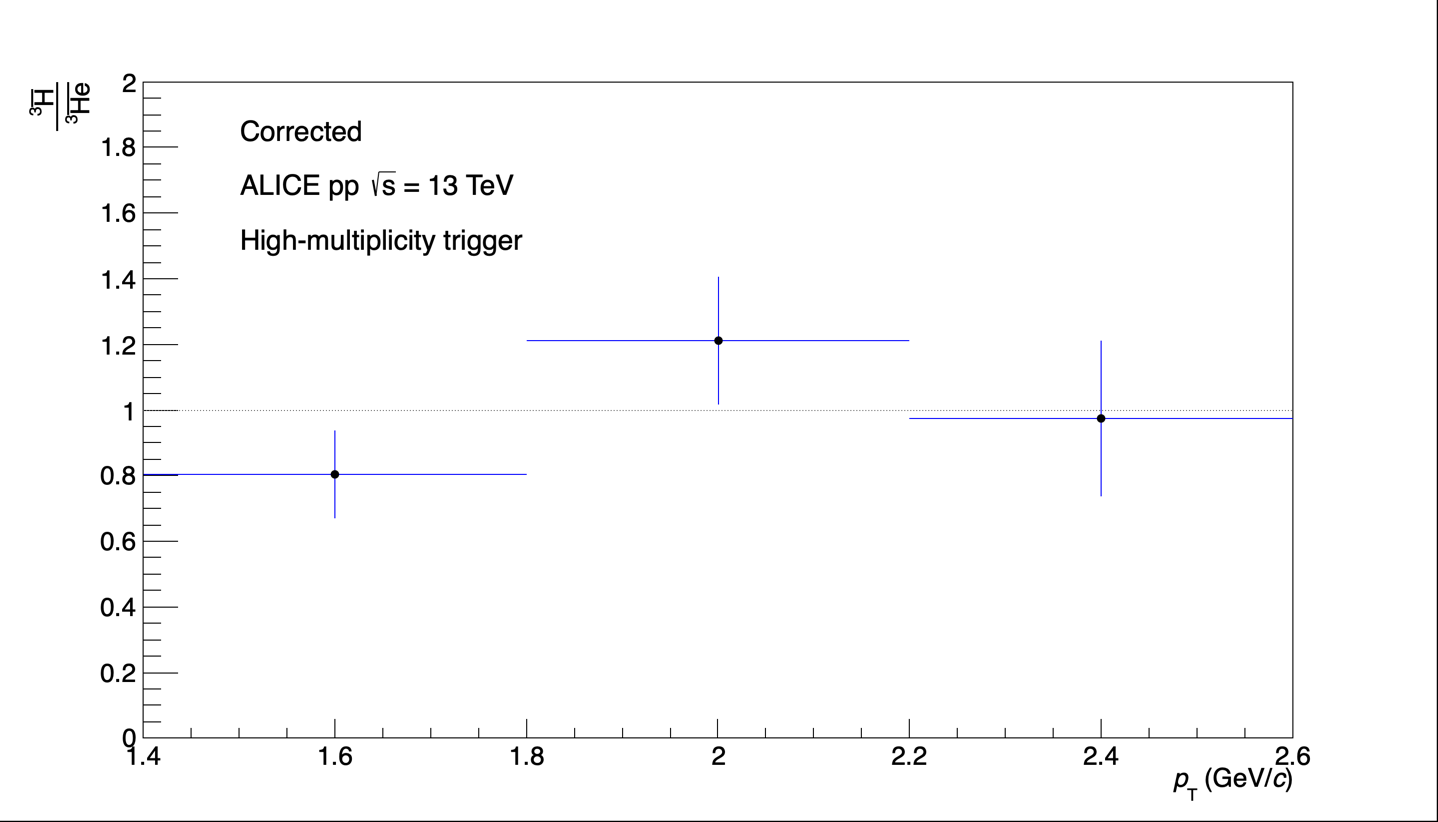 ³H̅
³H̅e
2
1.8
1.6
1.4
1.2
1
0.8
0.6
0.4
0.2
0
Corrected
ALICE pp √s = 13 TeV
High-multiplicity trigger
1.4 1.6 1.8 2 2.2 2.4 2.6
p_T (GeV/c)